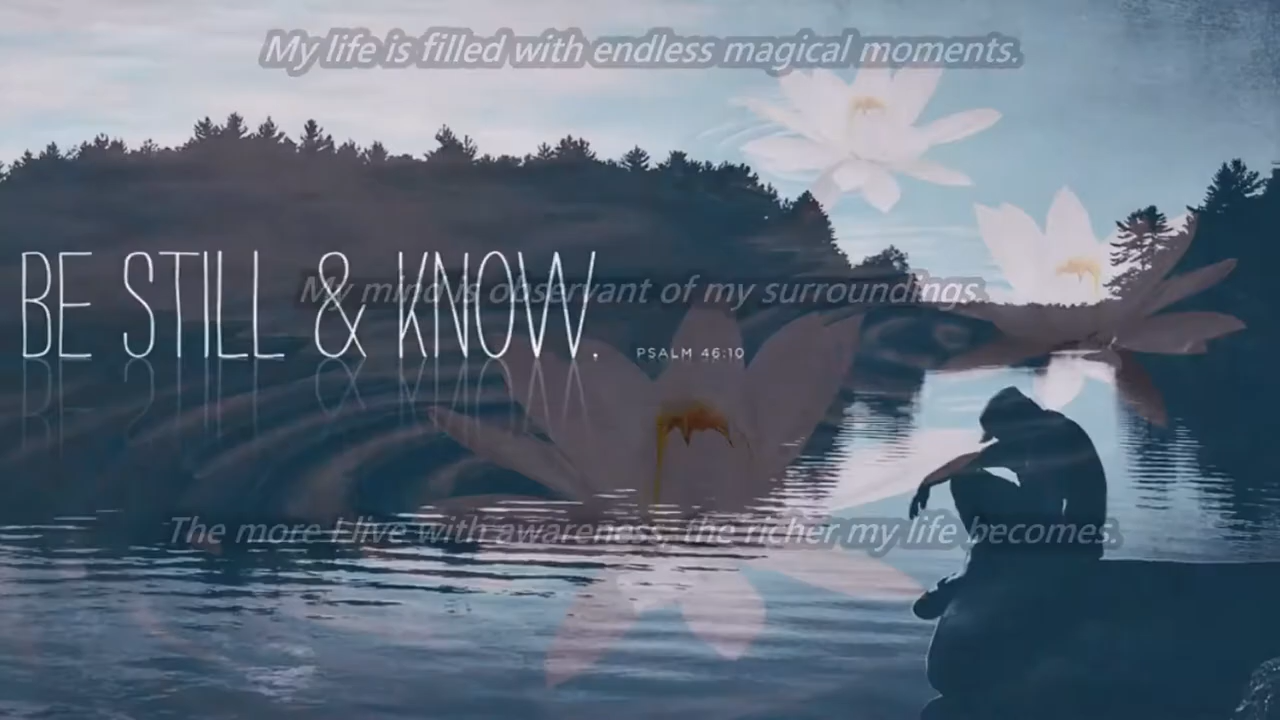 My life is filled with endless magical moments.
My mind is observant of my surroundings.
BE STILL & KNOW.
PSALM 46:10
The more I live with awareness, the richer my life becomes.